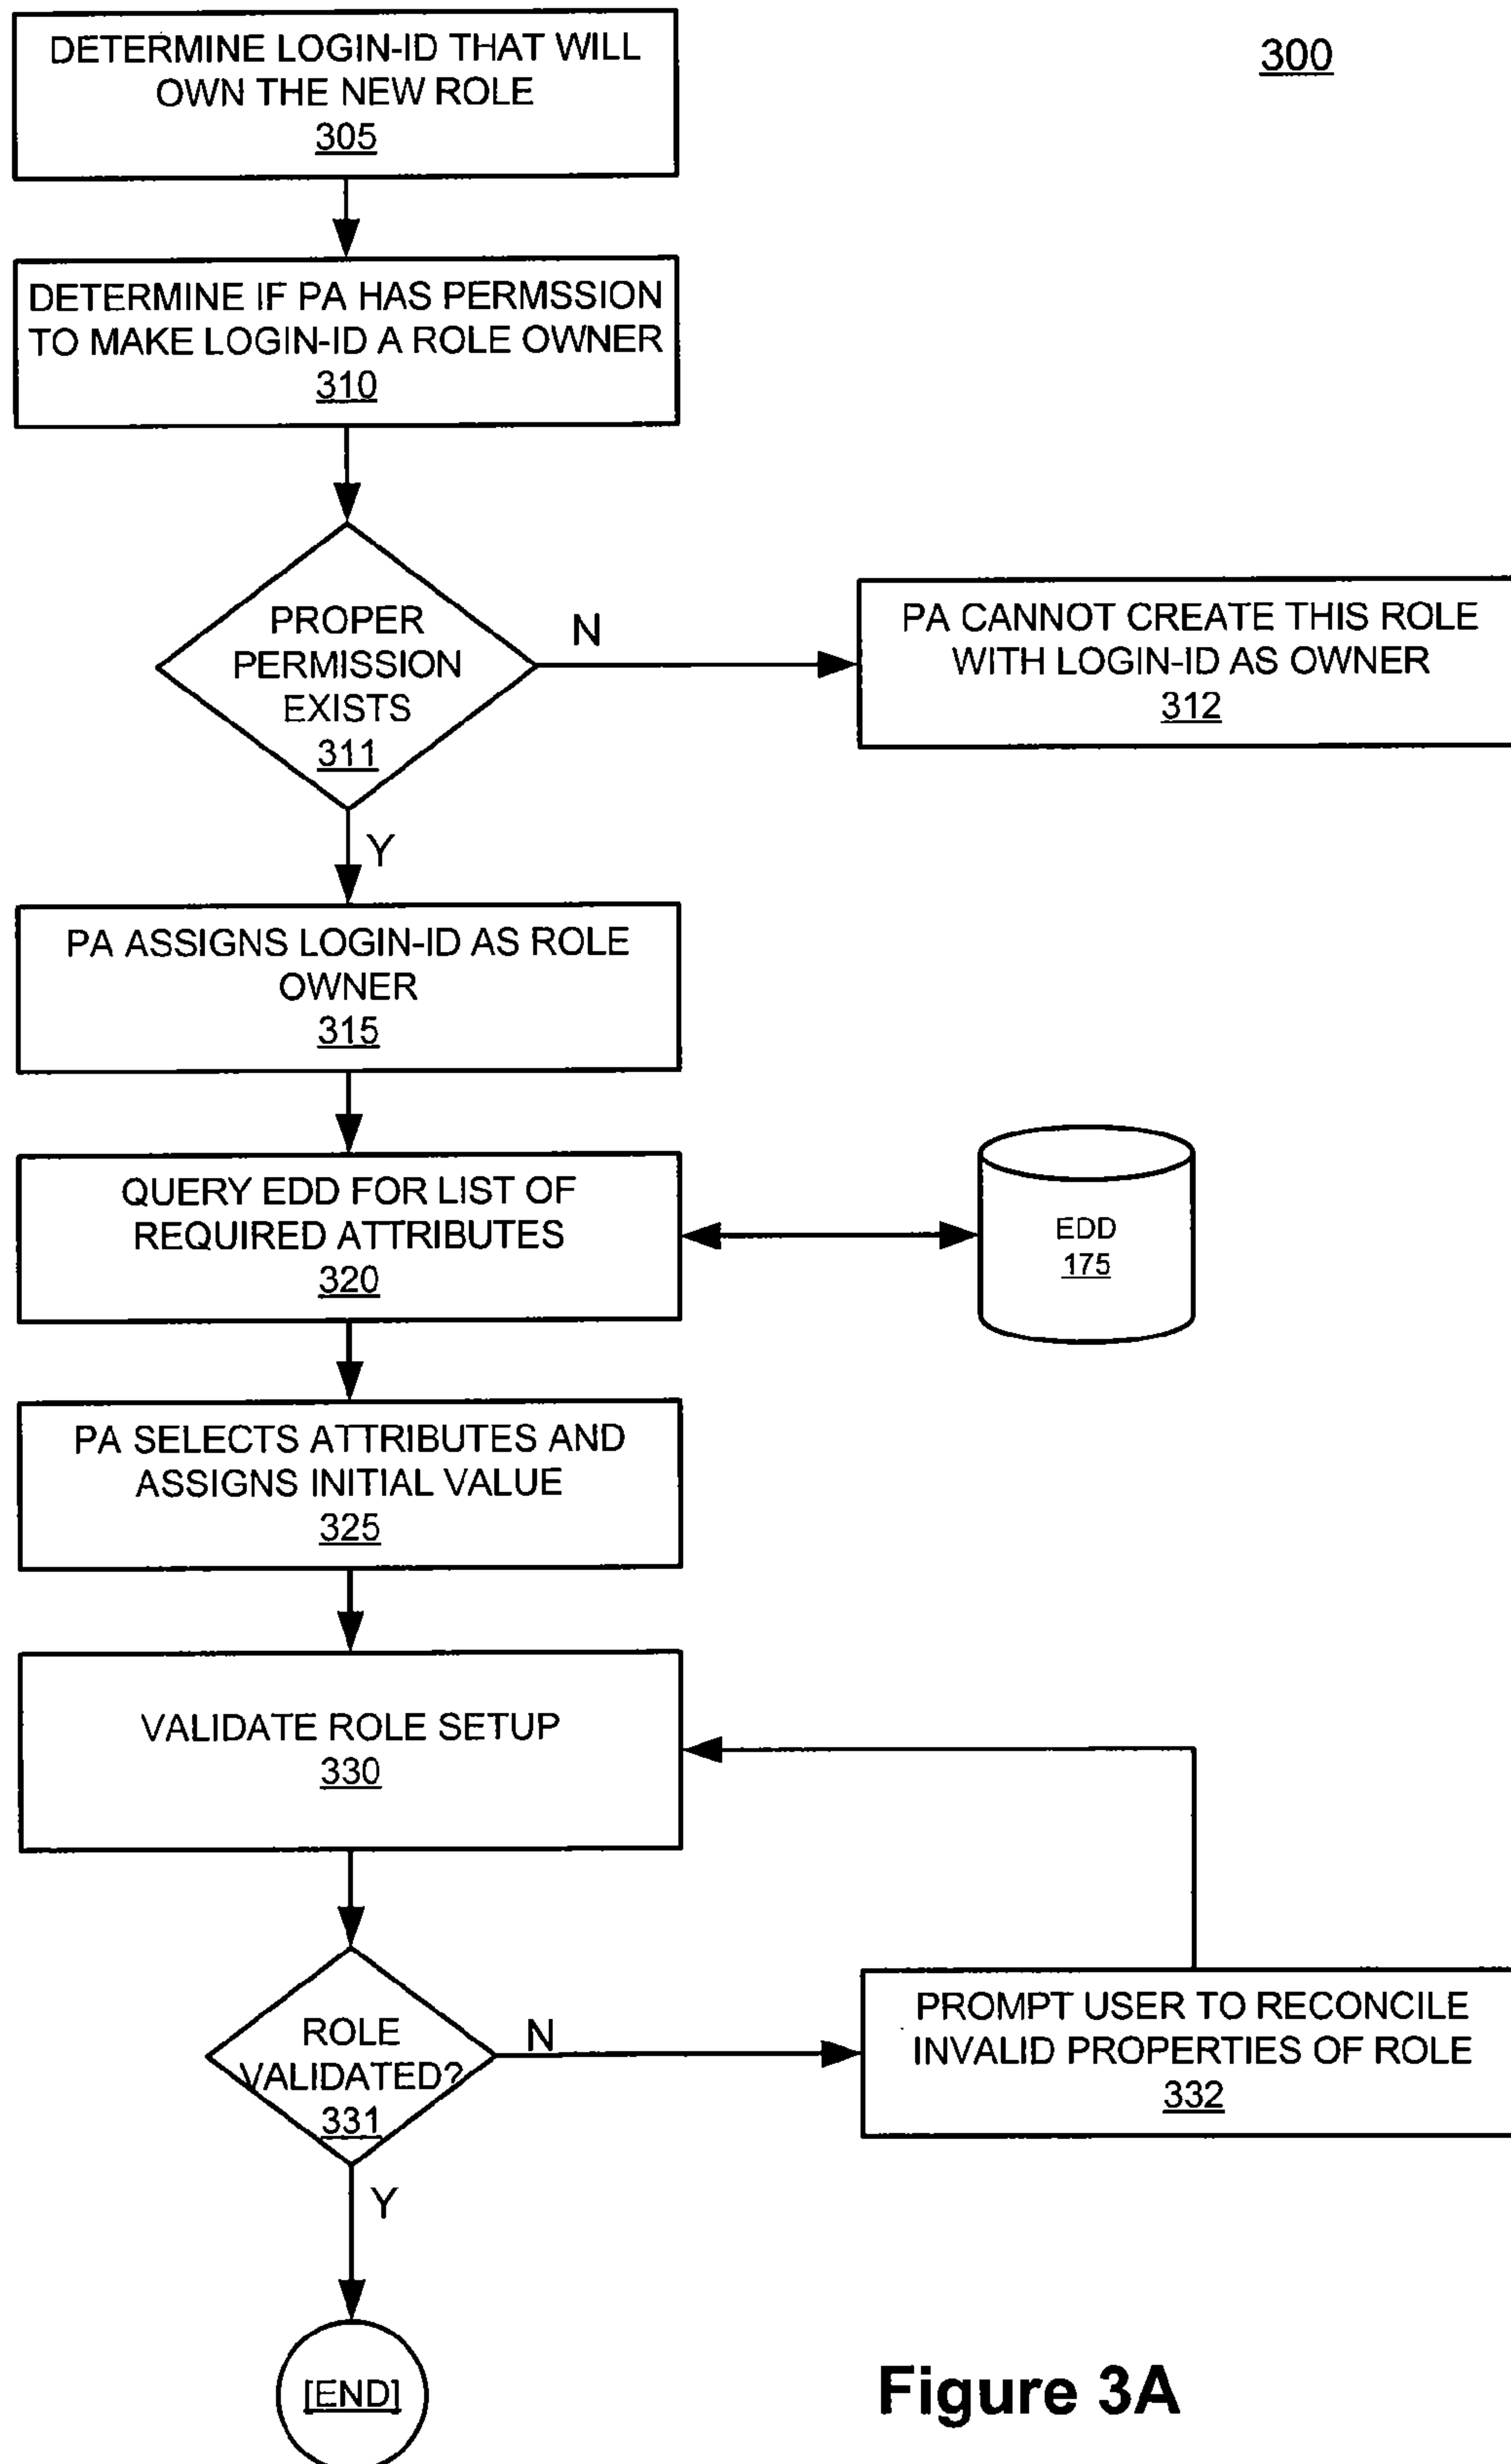 300
DETERMINE LOGIN-ID THAT WILL
OWN THE NEW ROLE
305
DETERMINE IF PA HAS PERMSSION
TO MAKE LOGIN-ID A ROLE OWNER
310
PROPER
PERMISSION
EXISTS
311
N
PA CANNOT CREATE THIS ROLE
WITH LOGIN-ID AS OWNER
312
Y
PA ASSIGNS LOGIN-ID AS ROLE
OWNER
315
QUERY EDD FOR LIST OF
REQUIRED ATTRIBUTES
320
EDD
175
PA SELECTS ATTRIBUTES AND
ASSIGNS INITIAL VALUE
325
VALIDATE ROLE SETUP
330
ROLE
VALIDATED?
331
N
PROMPT USER TO RECONCILE
INVALID PROPERTIES OF ROLE
332
Y
[END]
Figure 3A